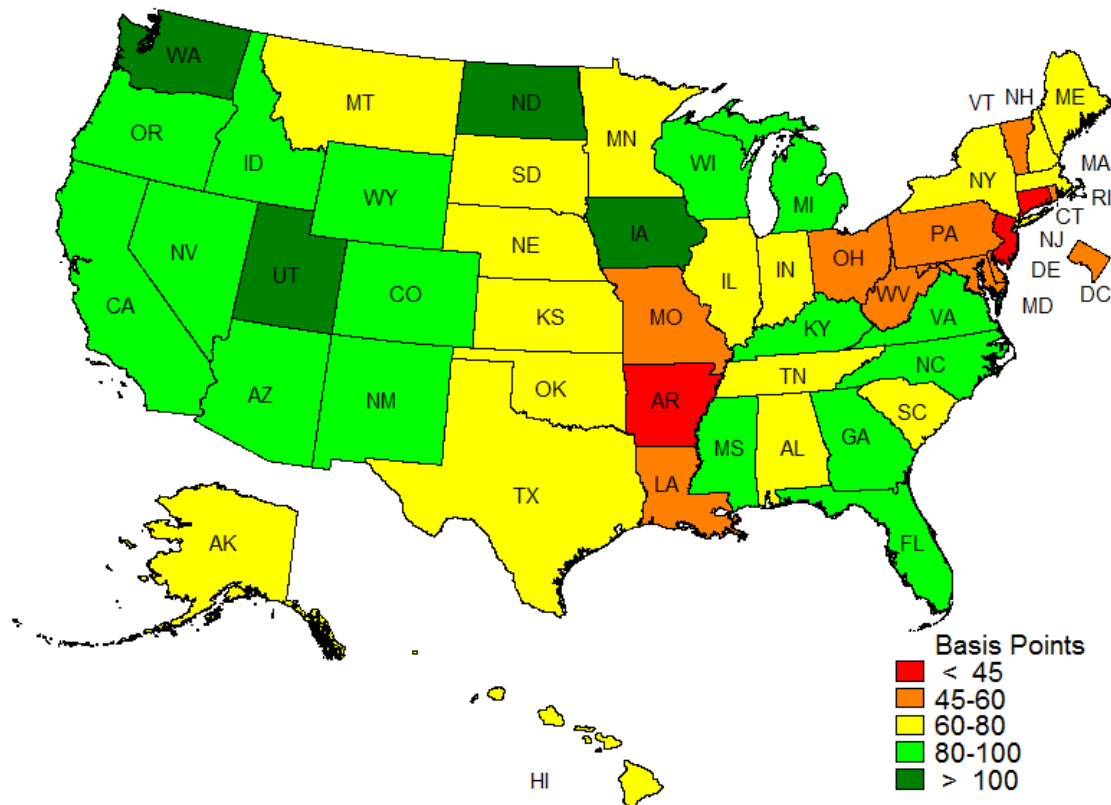 WA
MT
ND
MN
VT
NH
ME
OR
ID
SD
WI
NY
MA
WY
MI
RI
CT
NE
IA
PA
NJ
NV
IL
IN
OH
DE
UT
CO
WV
DC
CA
KS
MO
MD
KY
VA
TN
NC
AZ
NM
OK
AR
SC
MS
AL
GA
TX
LA
FL
AK
HI
Basis Points
< 45
45-60
60-80
80-100
> 100